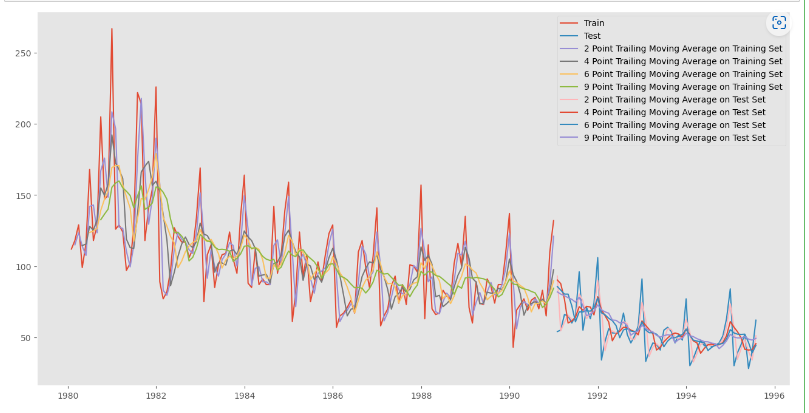 250
200
150
100
50
1980 1982 1984 1986 1988 1990 1992 1994 1996
Train
Test
2 Point Trailing Moving Average on Training Set
4 Point Trailing Moving Average on Training Set
6 Point Trailing Moving Average on Training Set
9 Point Trailing Moving Average on Training Set
2 Point Trailing Moving Average on Test Set
4 Point Trailing Moving Average on Test Set
6 Point Trailing Moving Average on Test Set
9 Point Trailing Moving Average on Test Set